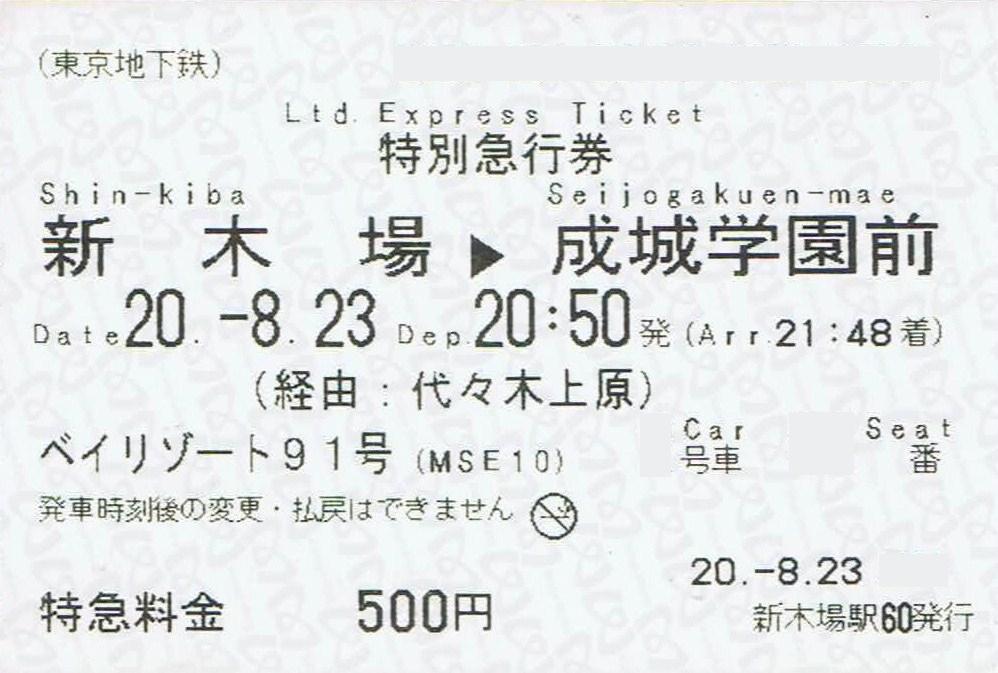 （東京地下鉄）
Ltd. Express Ticket
特別急行券
Shin-kiba Seijogakuen-mae
新木場 ▶ 成城学園前
Date 20.-8.23 Dep.20:50発 (Arr.21:48着)
（経由：代々木上原）
Car Seat
ベイリゾート９１号 (MSE10) 号車 番
発車時刻後の変更・払戻はできません
20.-8.23
特急料金 500円 新木場駅60発行